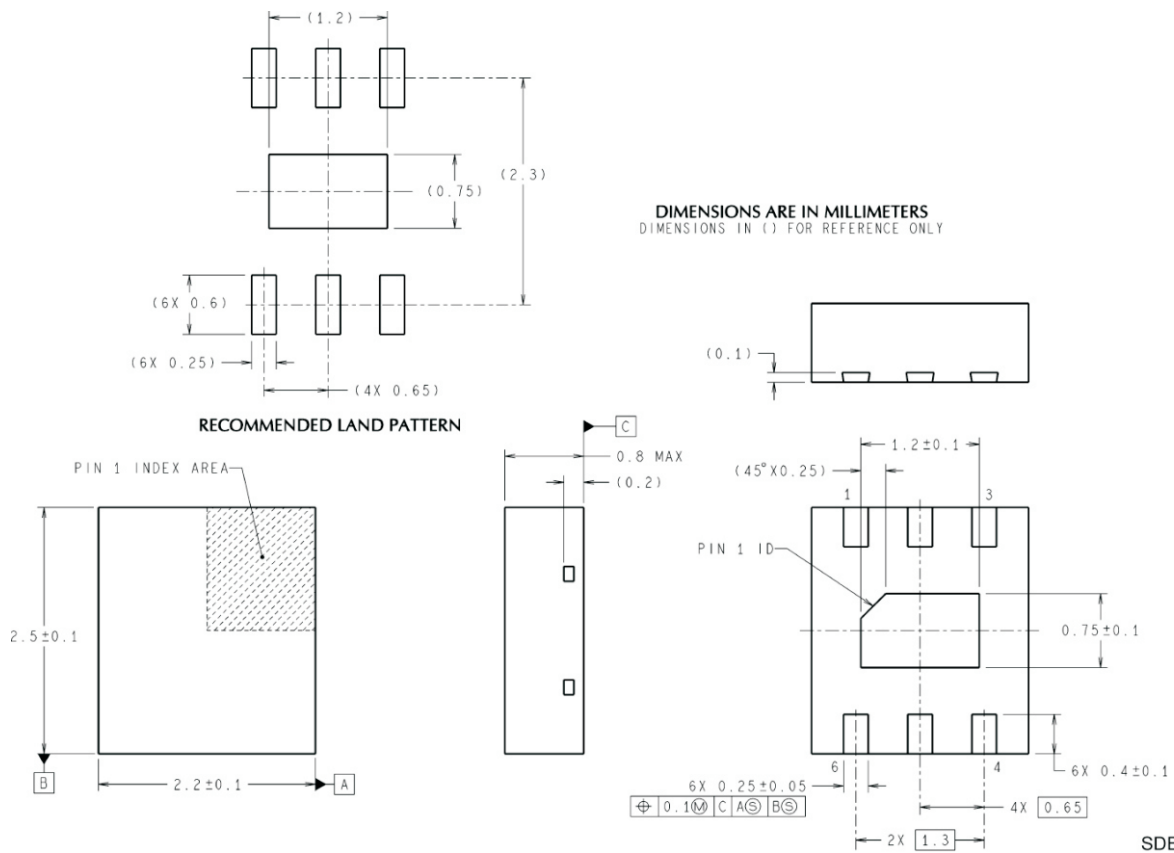 (1.2)
(2.3)
(0.75)
DIMENSIONS ARE IN MILLIMETERS
DIMENSIONS IN () FOR REFERENCE ONLY
(6X 0.6)
(6X 0.25)
(4X 0.65)
(0.1)
RECOMMENDED LAND PATTERN
C
1.2±0.1
0.8 MAX
(45°X0.25)
(0.2)
PIN 1 INDEX AREA
1
3
PIN 1 ID
2.5±0.1
0.75±0.1
B
2.2±0.1
A
6
4
6X 0.4±0.1
6X 0.25±0.05
⌖ 0.1Ⓜ C AⓈ BⓈ
4X 0.65
2X 1.3